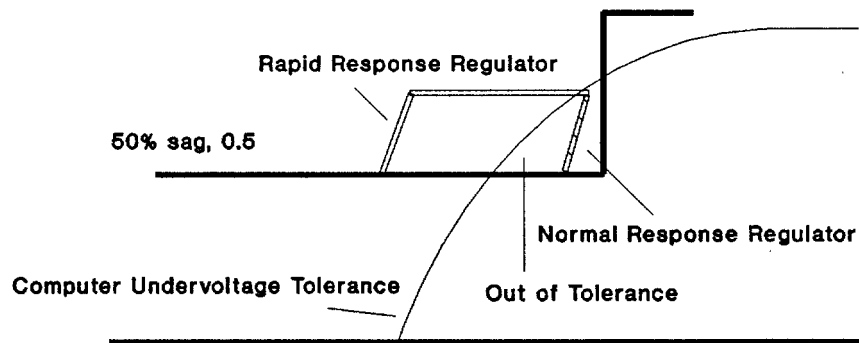 Rapid Response Regulator
50% sag, 0.5
Normal Response Regulator
Computer Undervoltage Tolerance
Out of Tolerance